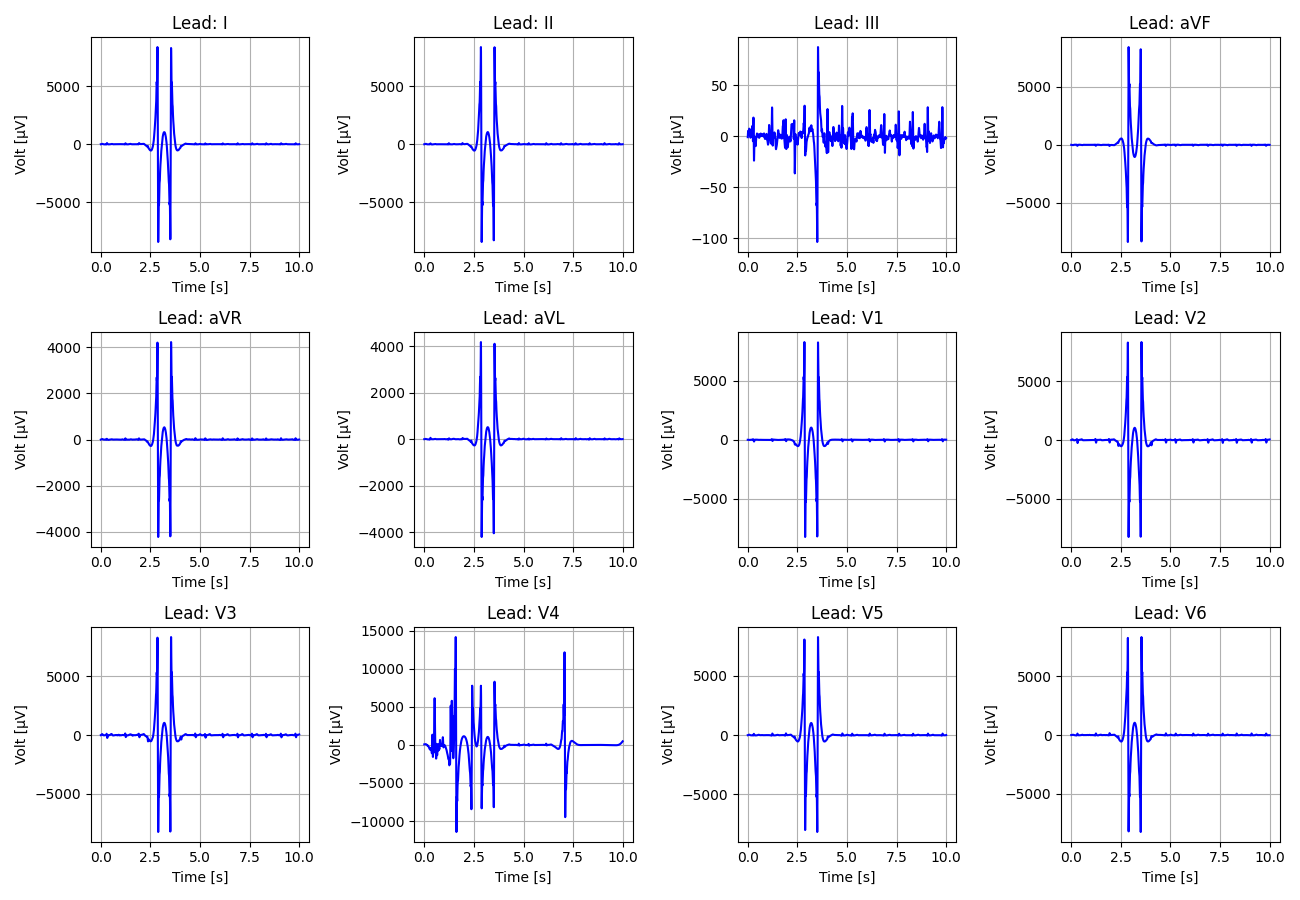 Lead: I
Volt [µV]
5000
0
−5000
0.0 2.5 5.0 7.5 10.0
Time [s]
Lead: II
Volt [µV]
5000
0
−5000
0.0 2.5 5.0 7.5 10.0
Time [s]
Lead: III
Volt [µV]
50
0
−50
−100
0.0 2.5 5.0 7.5 10.0
Time [s]
Lead: aVF
Volt [µV]
5000
0
−5000
0.0 2.5 5.0 7.5 10.0
Time [s]
Lead: aVR
Volt [µV]
4000
2000
0
−2000
−4000
0.0 2.5 5.0 7.5 10.0
Time [s]
Lead: aVL
Volt [µV]
4000
2000
0
−2000
−4000
0.0 2.5 5.0 7.5 10.0
Time [s]
Lead: V1
Volt [µV]
5000
0
−5000
0.0 2.5 5.0 7.5 10.0
Time [s]
Lead: V2
Volt [µV]
5000
0
−5000
0.0 2.5 5.0 7.5 10.0
Time [s]
Lead: V3
Volt [µV]
5000
0
−5000
0.0 2.5 5.0 7.5 10.0
Time [s]
Lead: V4
Volt [µV]
15000
10000
5000
0
−5000
−10000
0.0 2.5 5.0 7.5 10.0
Time [s]
Lead: V5
Volt [µV]
5000
0
−5000
0.0 2.5 5.0 7.5 10.0
Time [s]
Lead: V6
Volt [µV]
5000
0
−5000
0.0 2.5 5.0 7.5 10.0
Time [s]